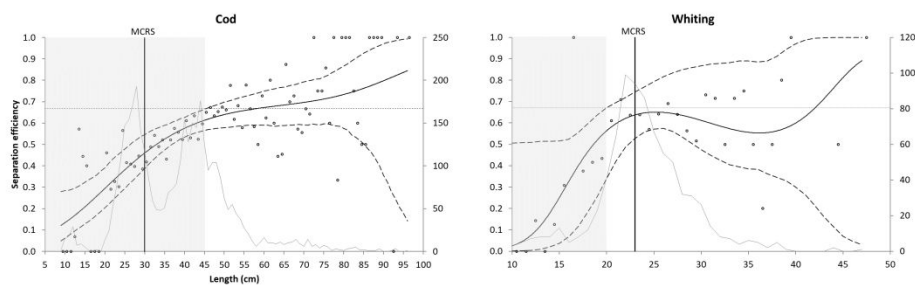 Cod
Whiting
MCRS
MCRS
1.0 0.9 0.8 0.7 0.6 0.5 0.4 0.3 0.2 0.1 0.0
Separation efficiency
250 200 150 100 50 0
5 10 15 20 25 30 35 40 45 50 55 60 65 70 75 80 85 90 95 100
Length (cm)
1.0 0.9 0.8 0.7 0.6 0.5 0.4 0.3 0.2 0.1 0.0
120 100 80 60 40 20 0
10 15 20 25 30 35 40 45 50